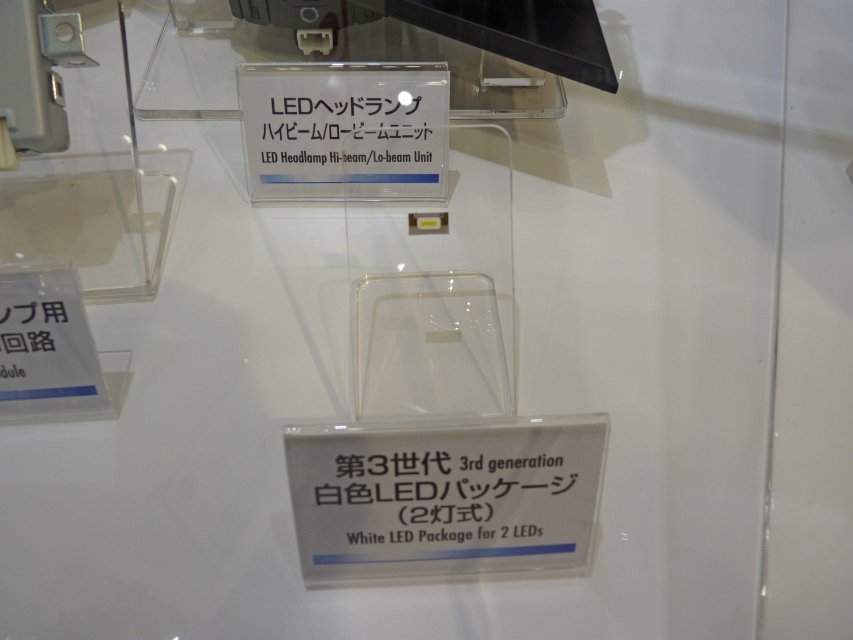 LEDヘッドランプ
ハイビーム/ロービームユニット
LED Headlamp Hi-beam/Lo-beam Unit
ンプ用
回路
dule
第3世代 3rd generation
白色LEDパッケージ
(2灯式)
White LED Package for 2 LEDs